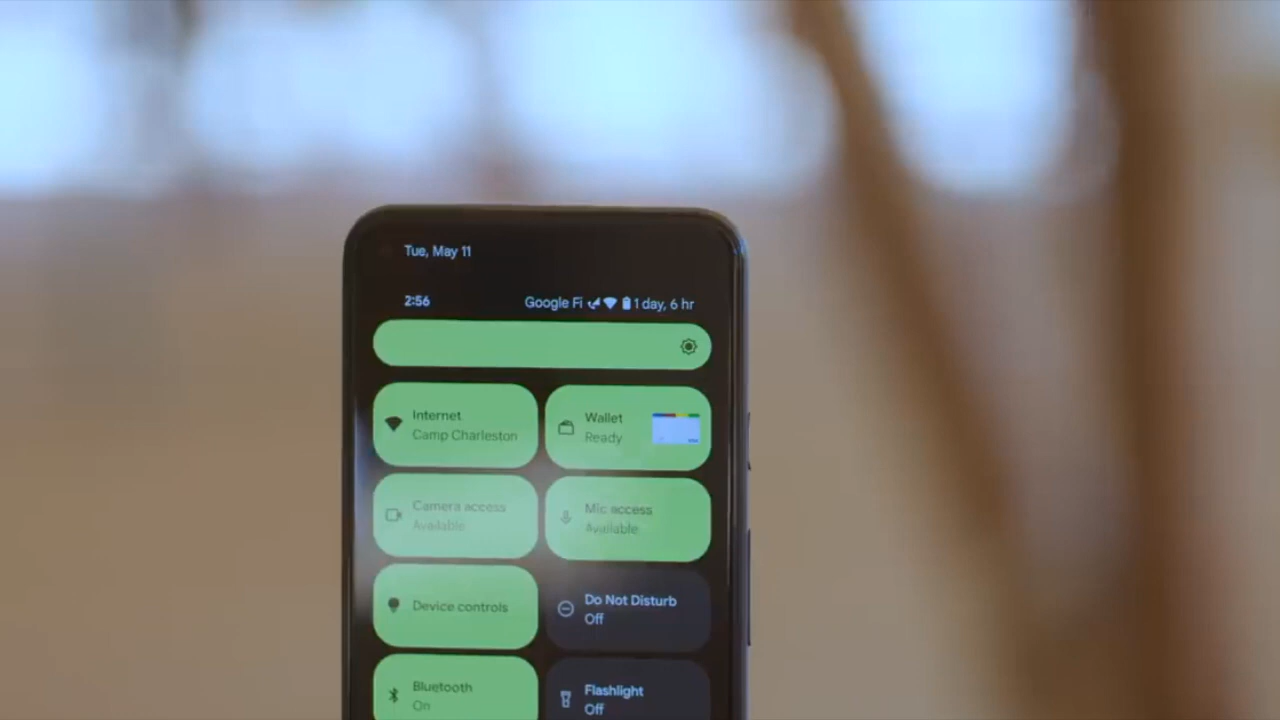 Tue, May 11
2:56
Google Fi 1 day, 6 hr
Internet
Camp Charleston
Wallet
Ready
Camera access
Available
Mic access
Available
Device controls
Do Not Disturb
Off
Bluetooth
On
Flashlight
Off